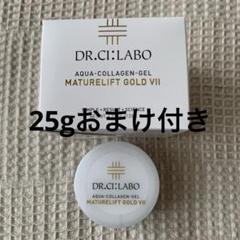 DR.CI:LABO
AQUA-COLLAGEN-GEL
MATURELIFT GOLD VII
25gおまけ付き
DR.CI:LABO
AQUA-COLLAGEN-GEL
MATURELIFT GOLD VII